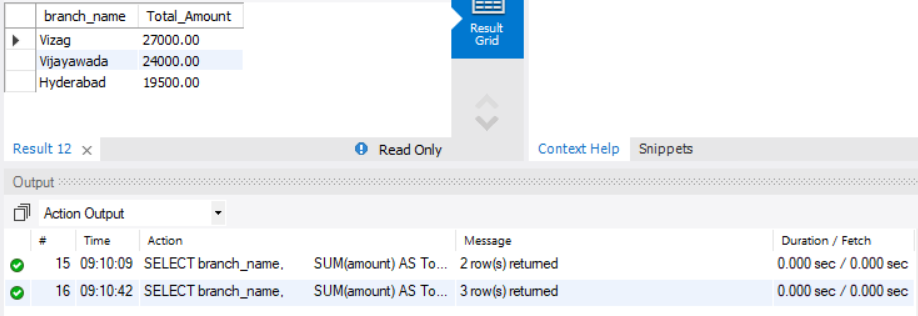 branch_name Total_Amount
Vizag 27000.00
Vijayawada 24000.00
Hyderabad 19500.00
Result
Grid
Result 12 × Read Only
Context Help Snippets
Output
Action Output
# Time Action Message Duration / Fetch
15 09:10:09 SELECT branch_name, SUM(amount) AS To... 2 row(s) returned 0.000 sec / 0.000 sec
16 09:10:42 SELECT branch_name, SUM(amount) AS To... 3 row(s) returned 0.000 sec / 0.000 sec